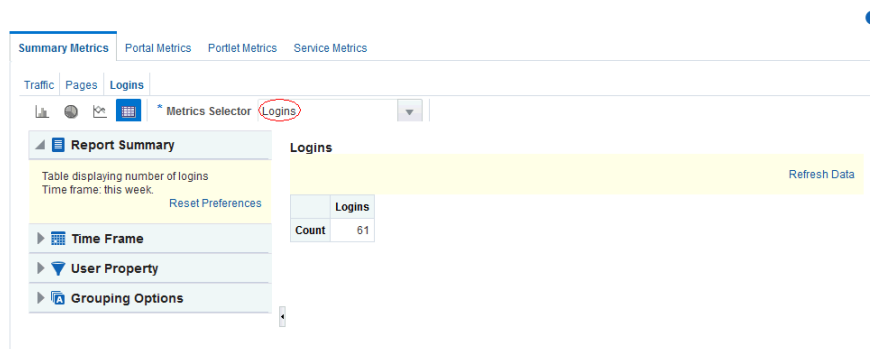 Summary Metrics Portal Metrics Portlet Metrics Service Metrics
Traffic Pages Logins
* Metrics Selector Logins
Report Summary
Table displaying number of logins
Time frame: this week.
Reset Preferences
Time Frame
User Property
Grouping Options
Logins
Refresh Data
Logins
Count 61